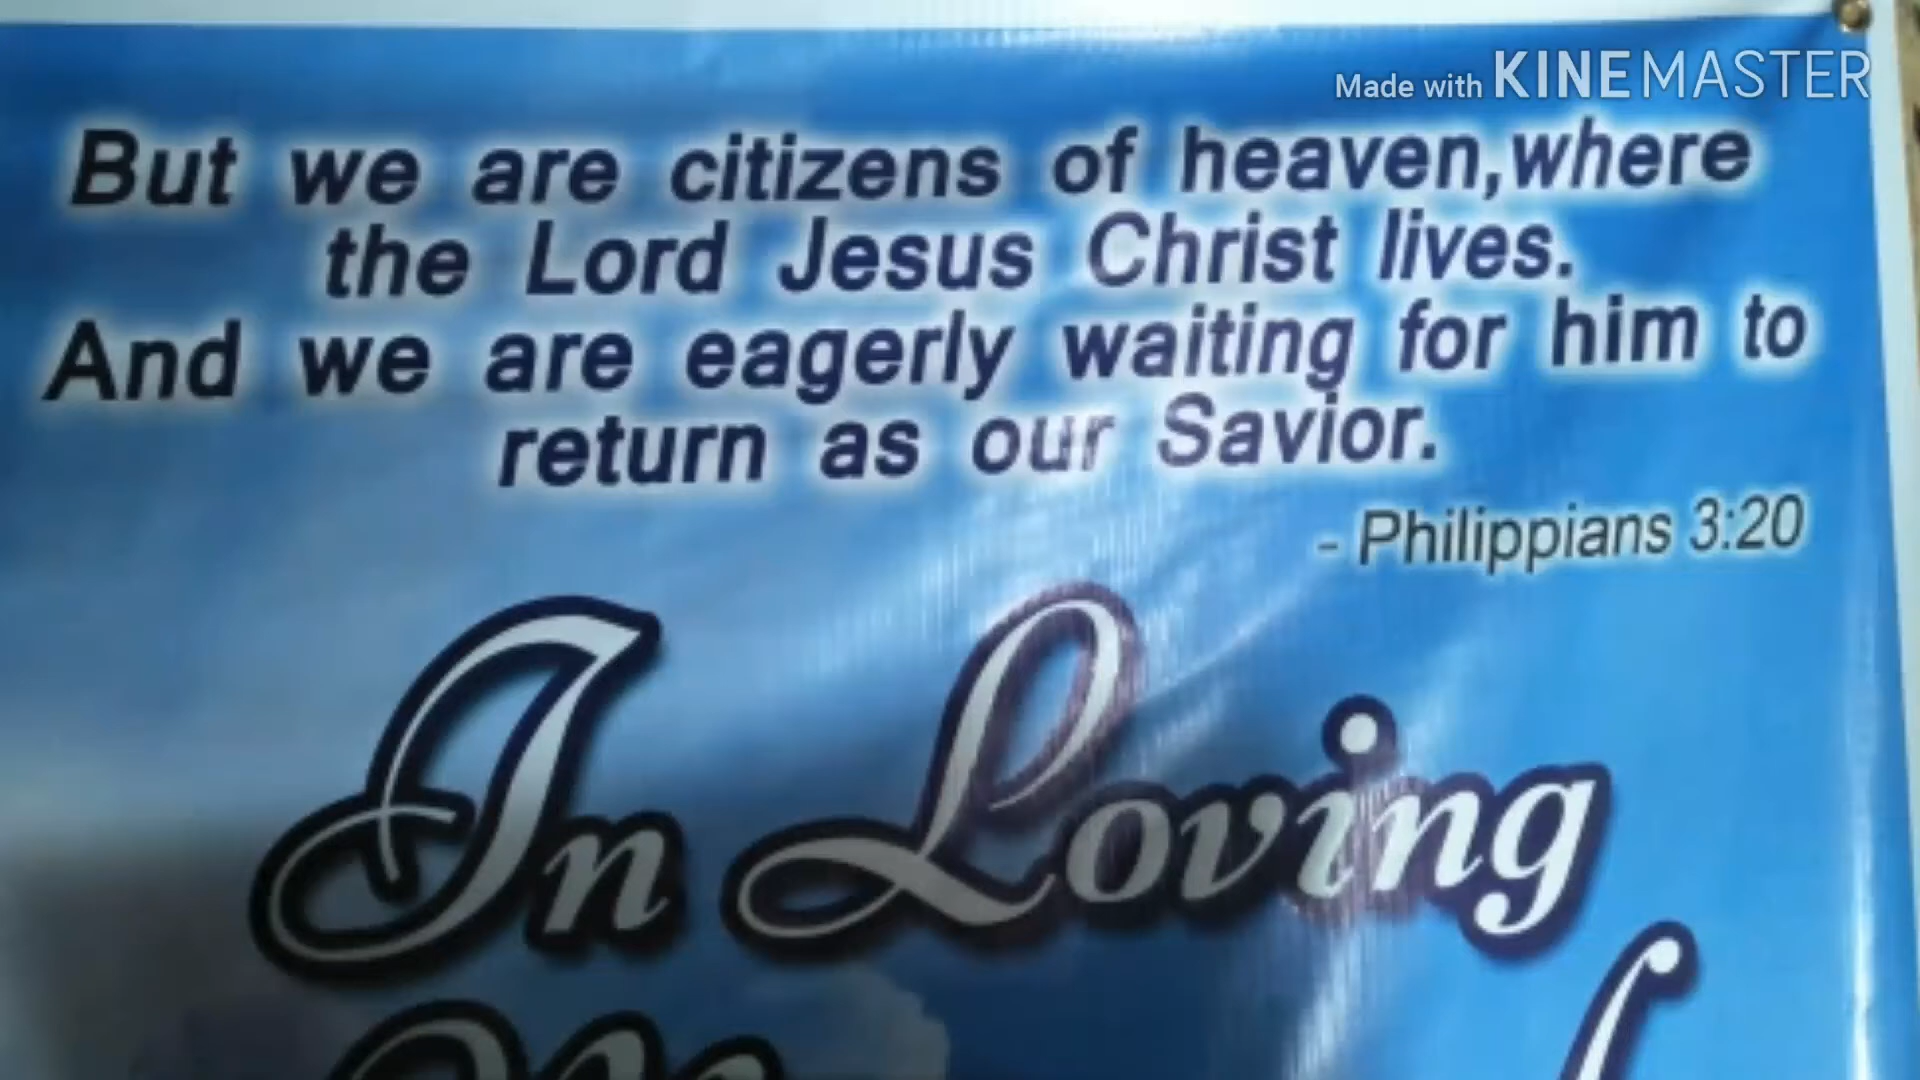 Made with KINEMASTER
But we are citizens of heaven,where
the Lord Jesus Christ lives.
And we are eagerly waiting for him to
return as our Savior.
- Philippians 3:20
In Loving